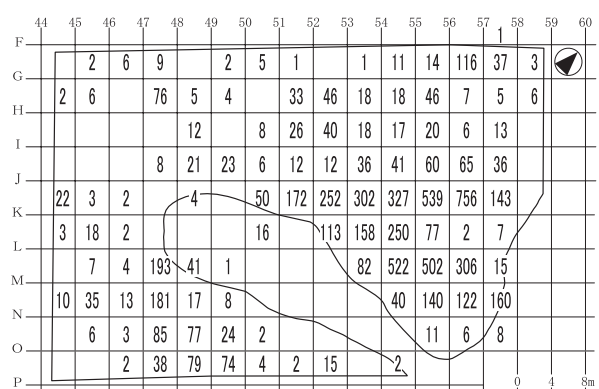 44 45 46 47 48 49 50 51 52 53 54 55 56 57 58 59 60
1
F
2 6 9 2 5 1 1 11 14 116 37 3
G
2 6 76 5 4 33 46 18 18 46 7 5 6
H
12 8 26 40 18 17 20 6 13
I
8 21 23 6 12 12 36 41 60 65 36
J
22 3 2 4 50 172 252 302 327 539 756 143
K
3 18 2 16 113 158 250 77 2 7
L
7 4 193 41 1 82 522 502 306 15
M
10 35 13 181 17 8 40 140 122 160
N
6 3 85 77 24 2 11 6 8
O
2 38 79 74 4 2 15 2
P
0 4 8m